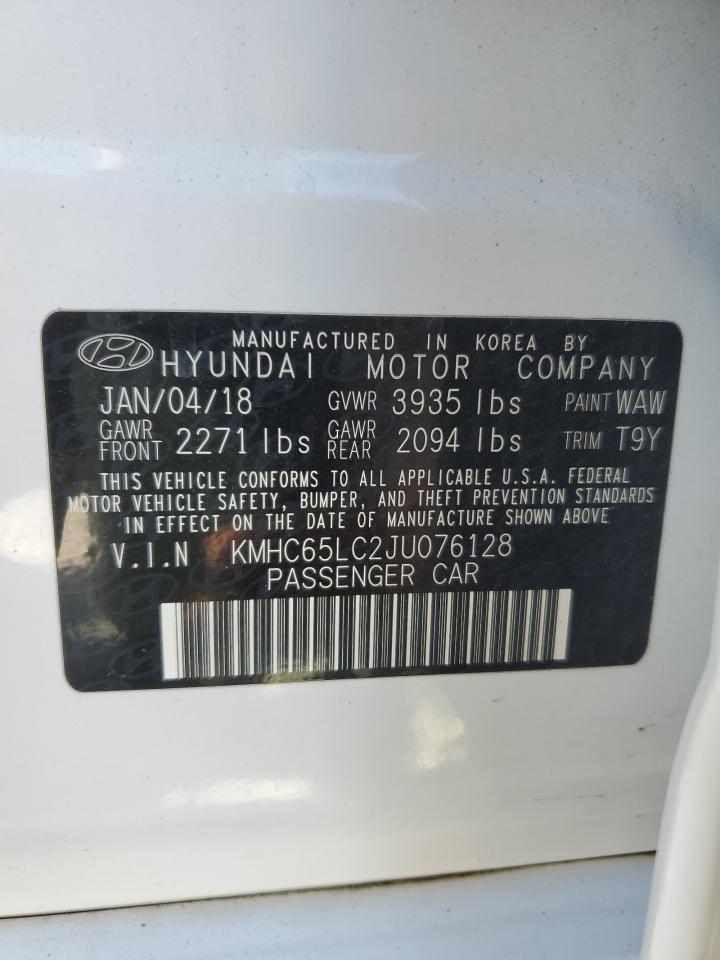 MANUFACTURED IN KOREA BY
HYUNDAI MOTOR COMPANY
JAN/04/18 GVWR 3935 lbs PAINT WAW
GAWR FRONT 2271 lbs GAWR REAR 2094 lbs TRIM T9Y
THIS VEHICLE CONFORMS TO ALL APPLICABLE U.S.A. FEDERAL
MOTOR VEHICLE SAFETY, BUMPER, AND THEFT PREVENTION STANDARDS
IN EFFECT ON THE DATE OF MANUFACTURE SHOWN ABOVE
V.I.N KMHC65LC2JU076128
PASSENGER CAR